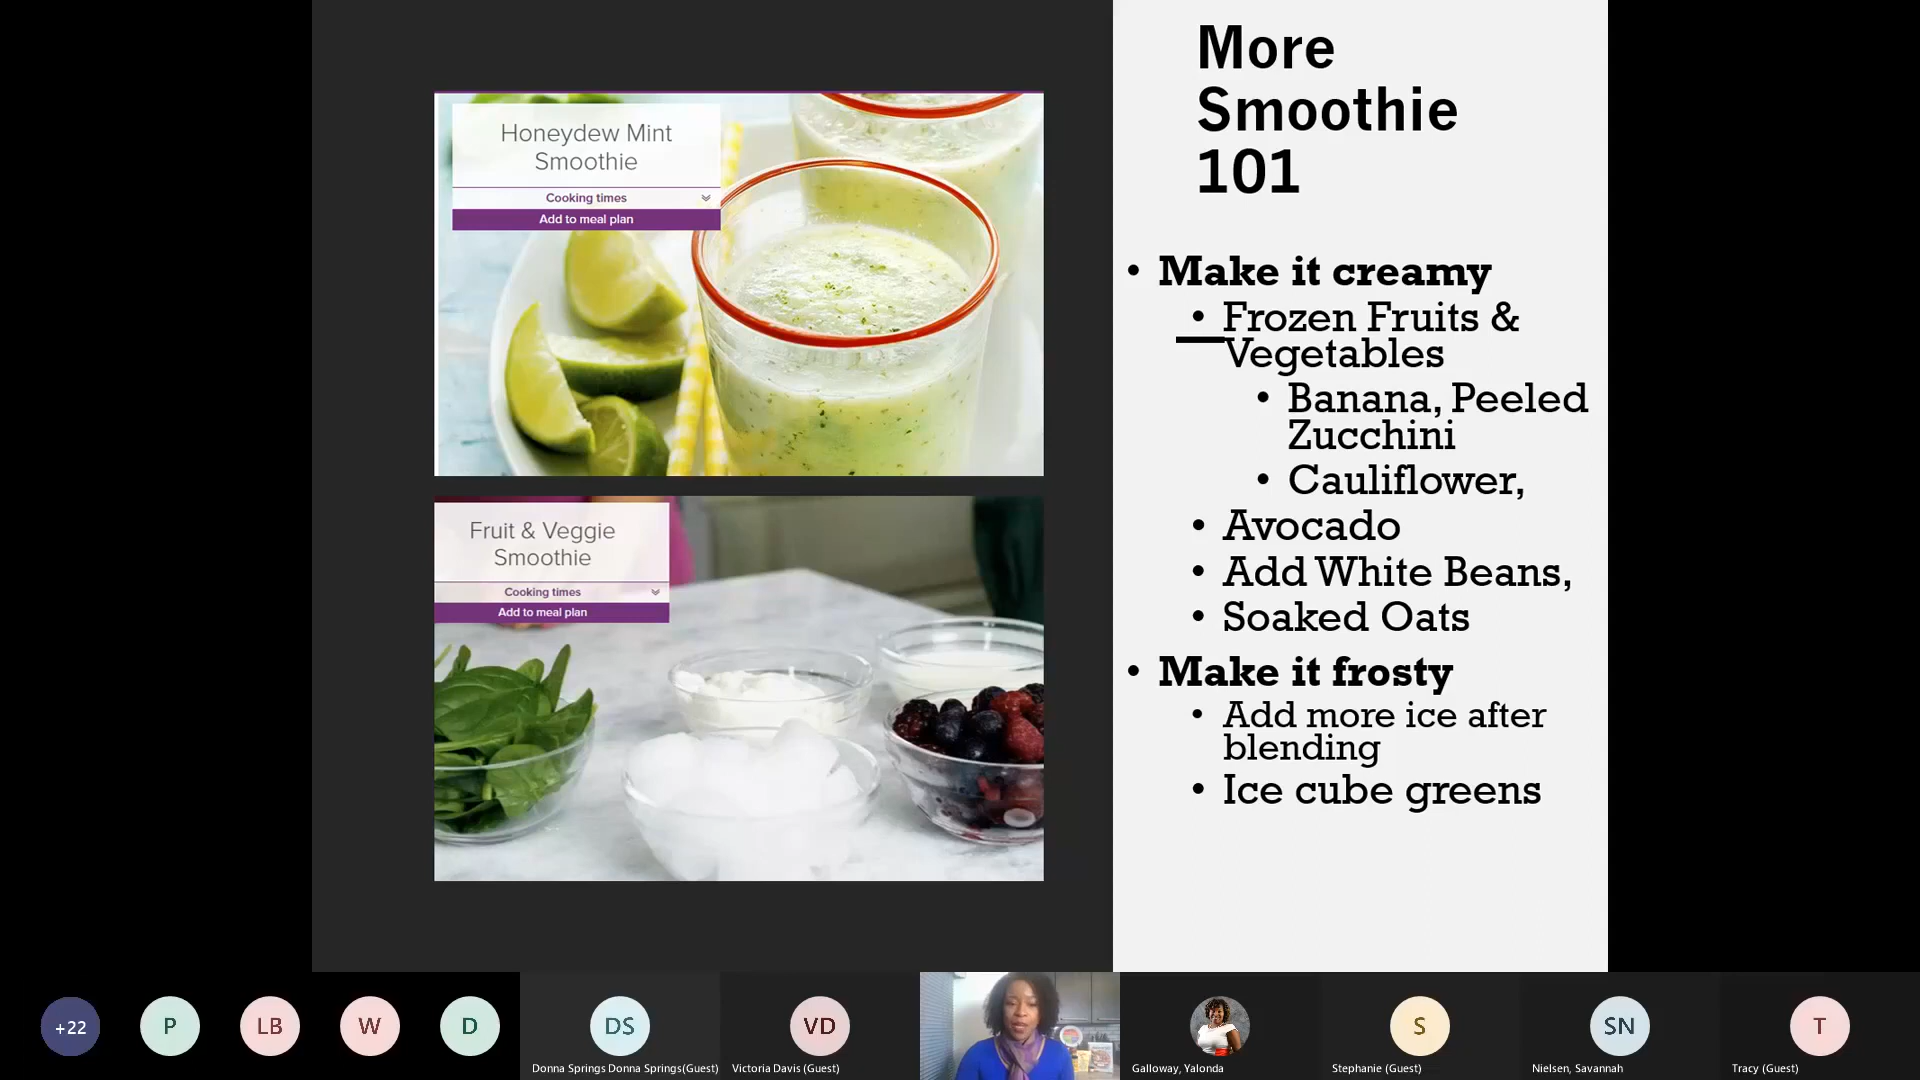 Honeydew Mint
Smoothie
Cooking times
Add to meal plan
Fruit & Veggie
Smoothie
Cooking times
Add to meal plan
More
Smoothie
101
• Make it creamy
• Frozen Fruits &
Vegetables
• Banana, Peeled
Zucchini
• Cauliflower,
• Avocado
• Add White Beans,
• Soaked Oats
• Make it frosty
• Add more ice after
blending
• Ice cube greens
+22
P
LB
W
D
DS
Donna Springs Donna Springs(Guest)
VD
Victoria Davis (Guest)
Galloway, Yalonda
S
Stephanie (Guest)
SN
Nielsen, Savannah
T
Tracy (Guest)